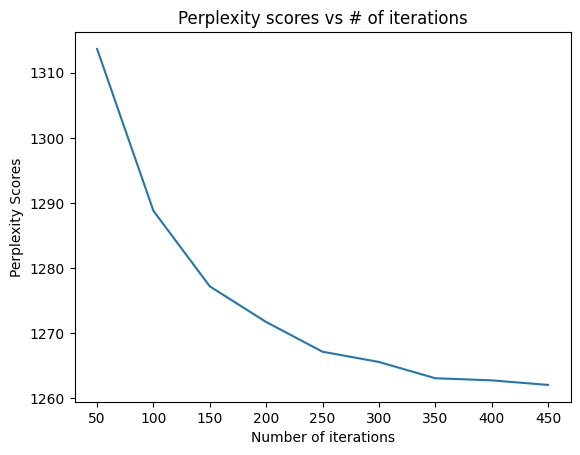 Perplexity scores vs # of iterations
1310
1300
1290
1280
1270
1260
Perplexity Scores
50 100 150 200 250 300 350 400 450
Number of iterations